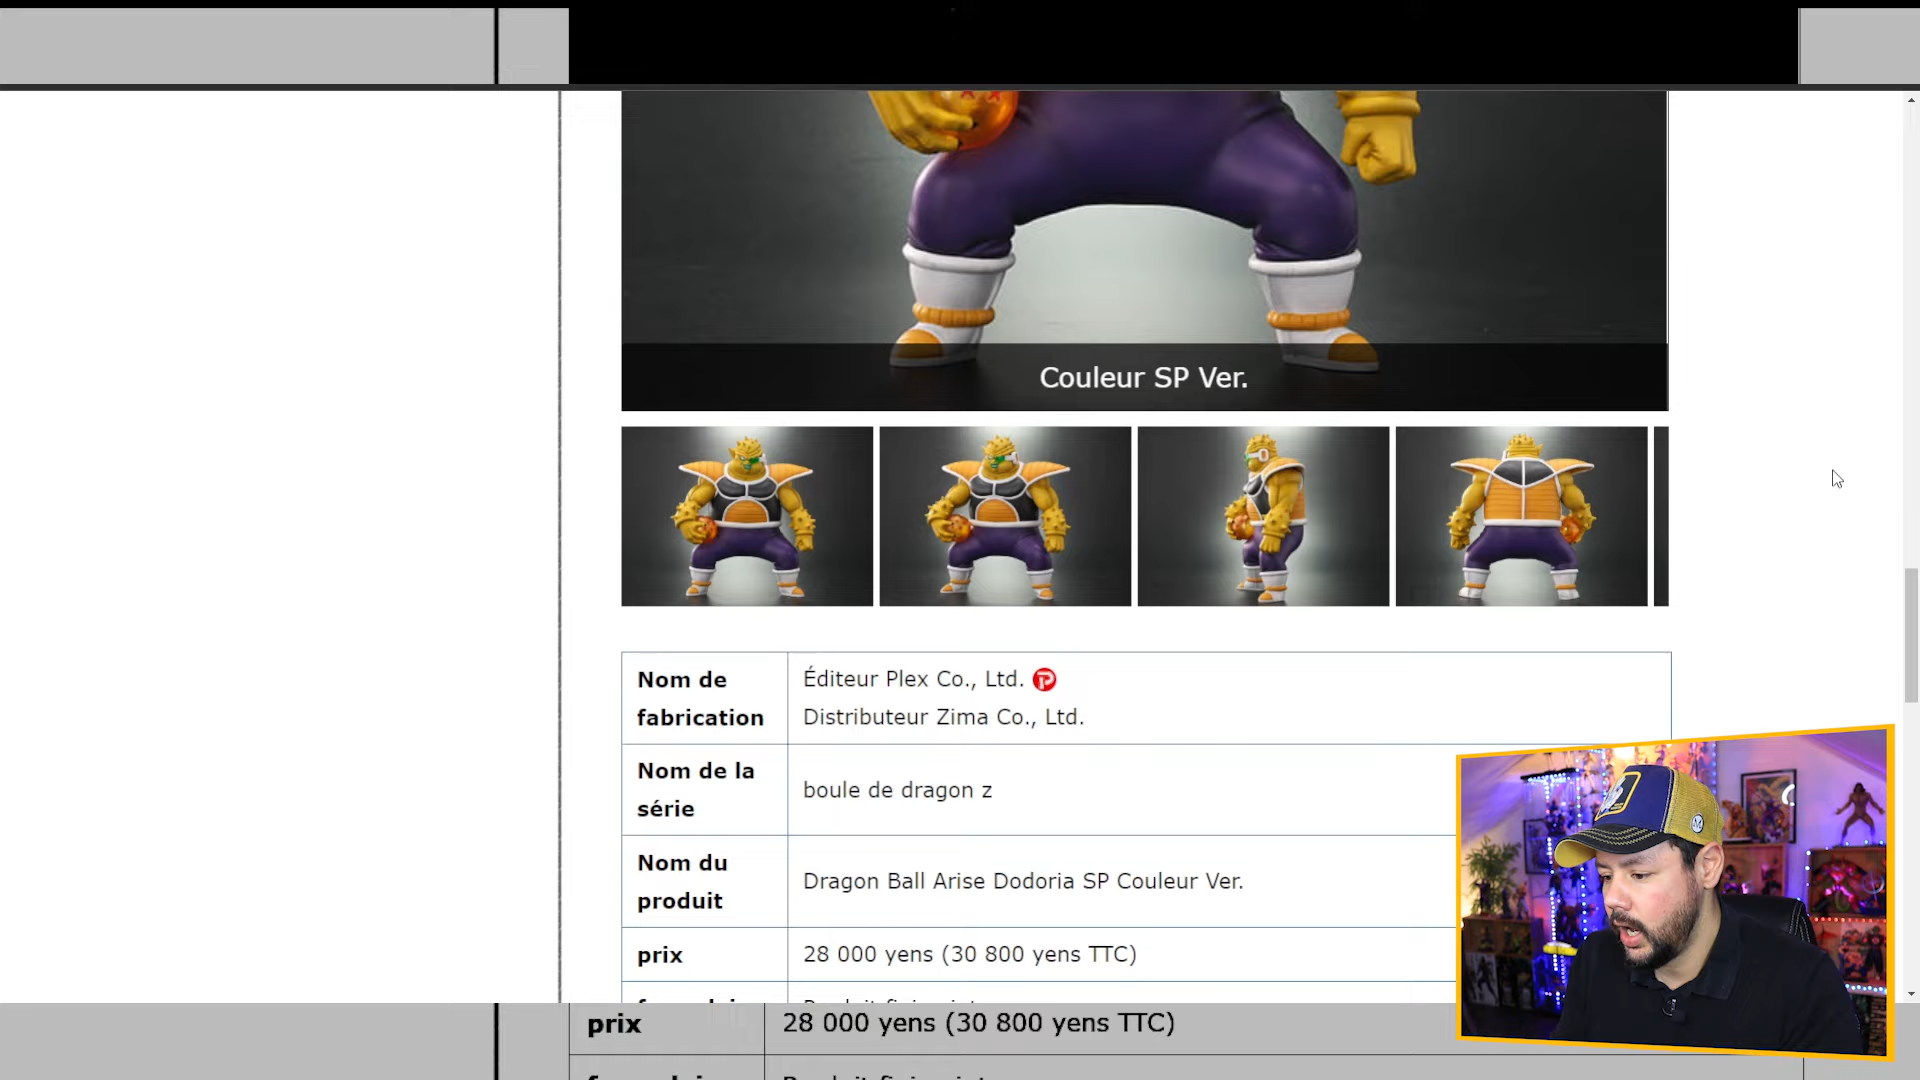 Couleur SP Ver.
Nom de
fabrication
Éditeur Plex Co., Ltd.
Distributeur Zima Co., Ltd.
Nom de la
série
boule de dragon z
Nom du
produit
Dragon Ball Arise Dodoria SP Couleur Ver.
prix
28 000 yens (30 800 yens TTC)
prix
28 000 yens (30 800 yens TTC)